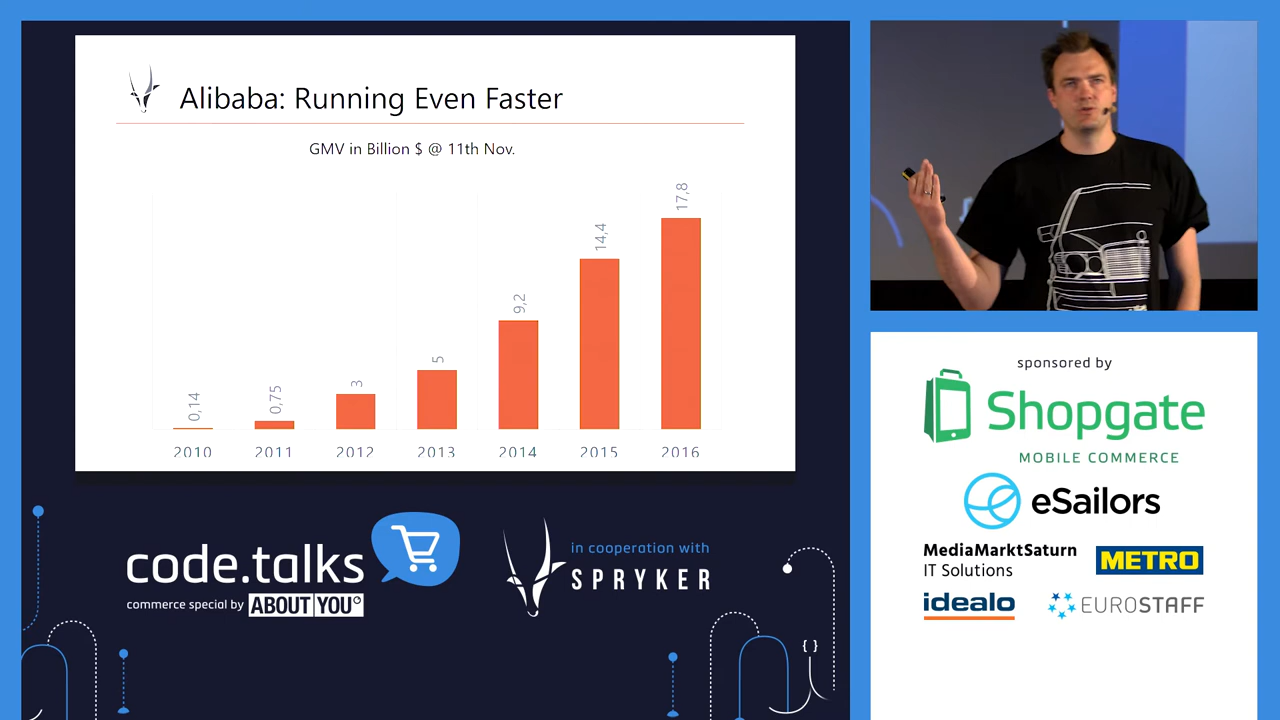 Alibaba: Running Even Faster
GMV in Billion $ @ 11th Nov.
0,14
0,75
3
5
9,2
14,4
17,8
2010
2011
2012
2013
2014
2015
2016
code.talks
commerce special by ABOUT YOU
in cooperation with
SPRYKER
{ }
sponsored by
Shopgate
MOBILE COMMERCE
eSailors
MediaMarktSaturn
IT Solutions
METRO
idealo
EUROSTAFF